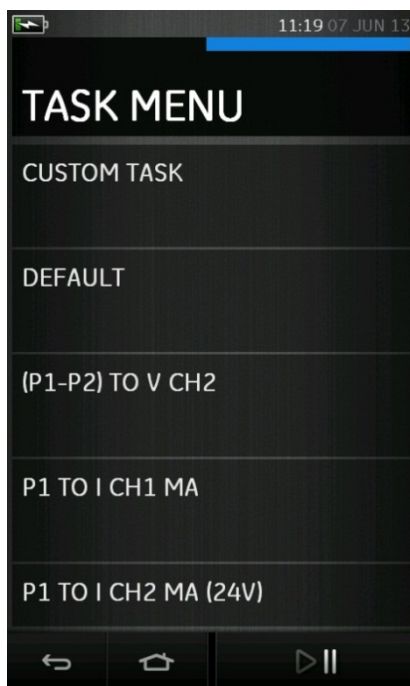 11:19 07 JUN 13
TASK MENU
CUSTOM TASK
DEFAULT
(P1-P2) TO V CH2
P1 TO I CH1 MA
P1 TO I CH2 MA (24V)